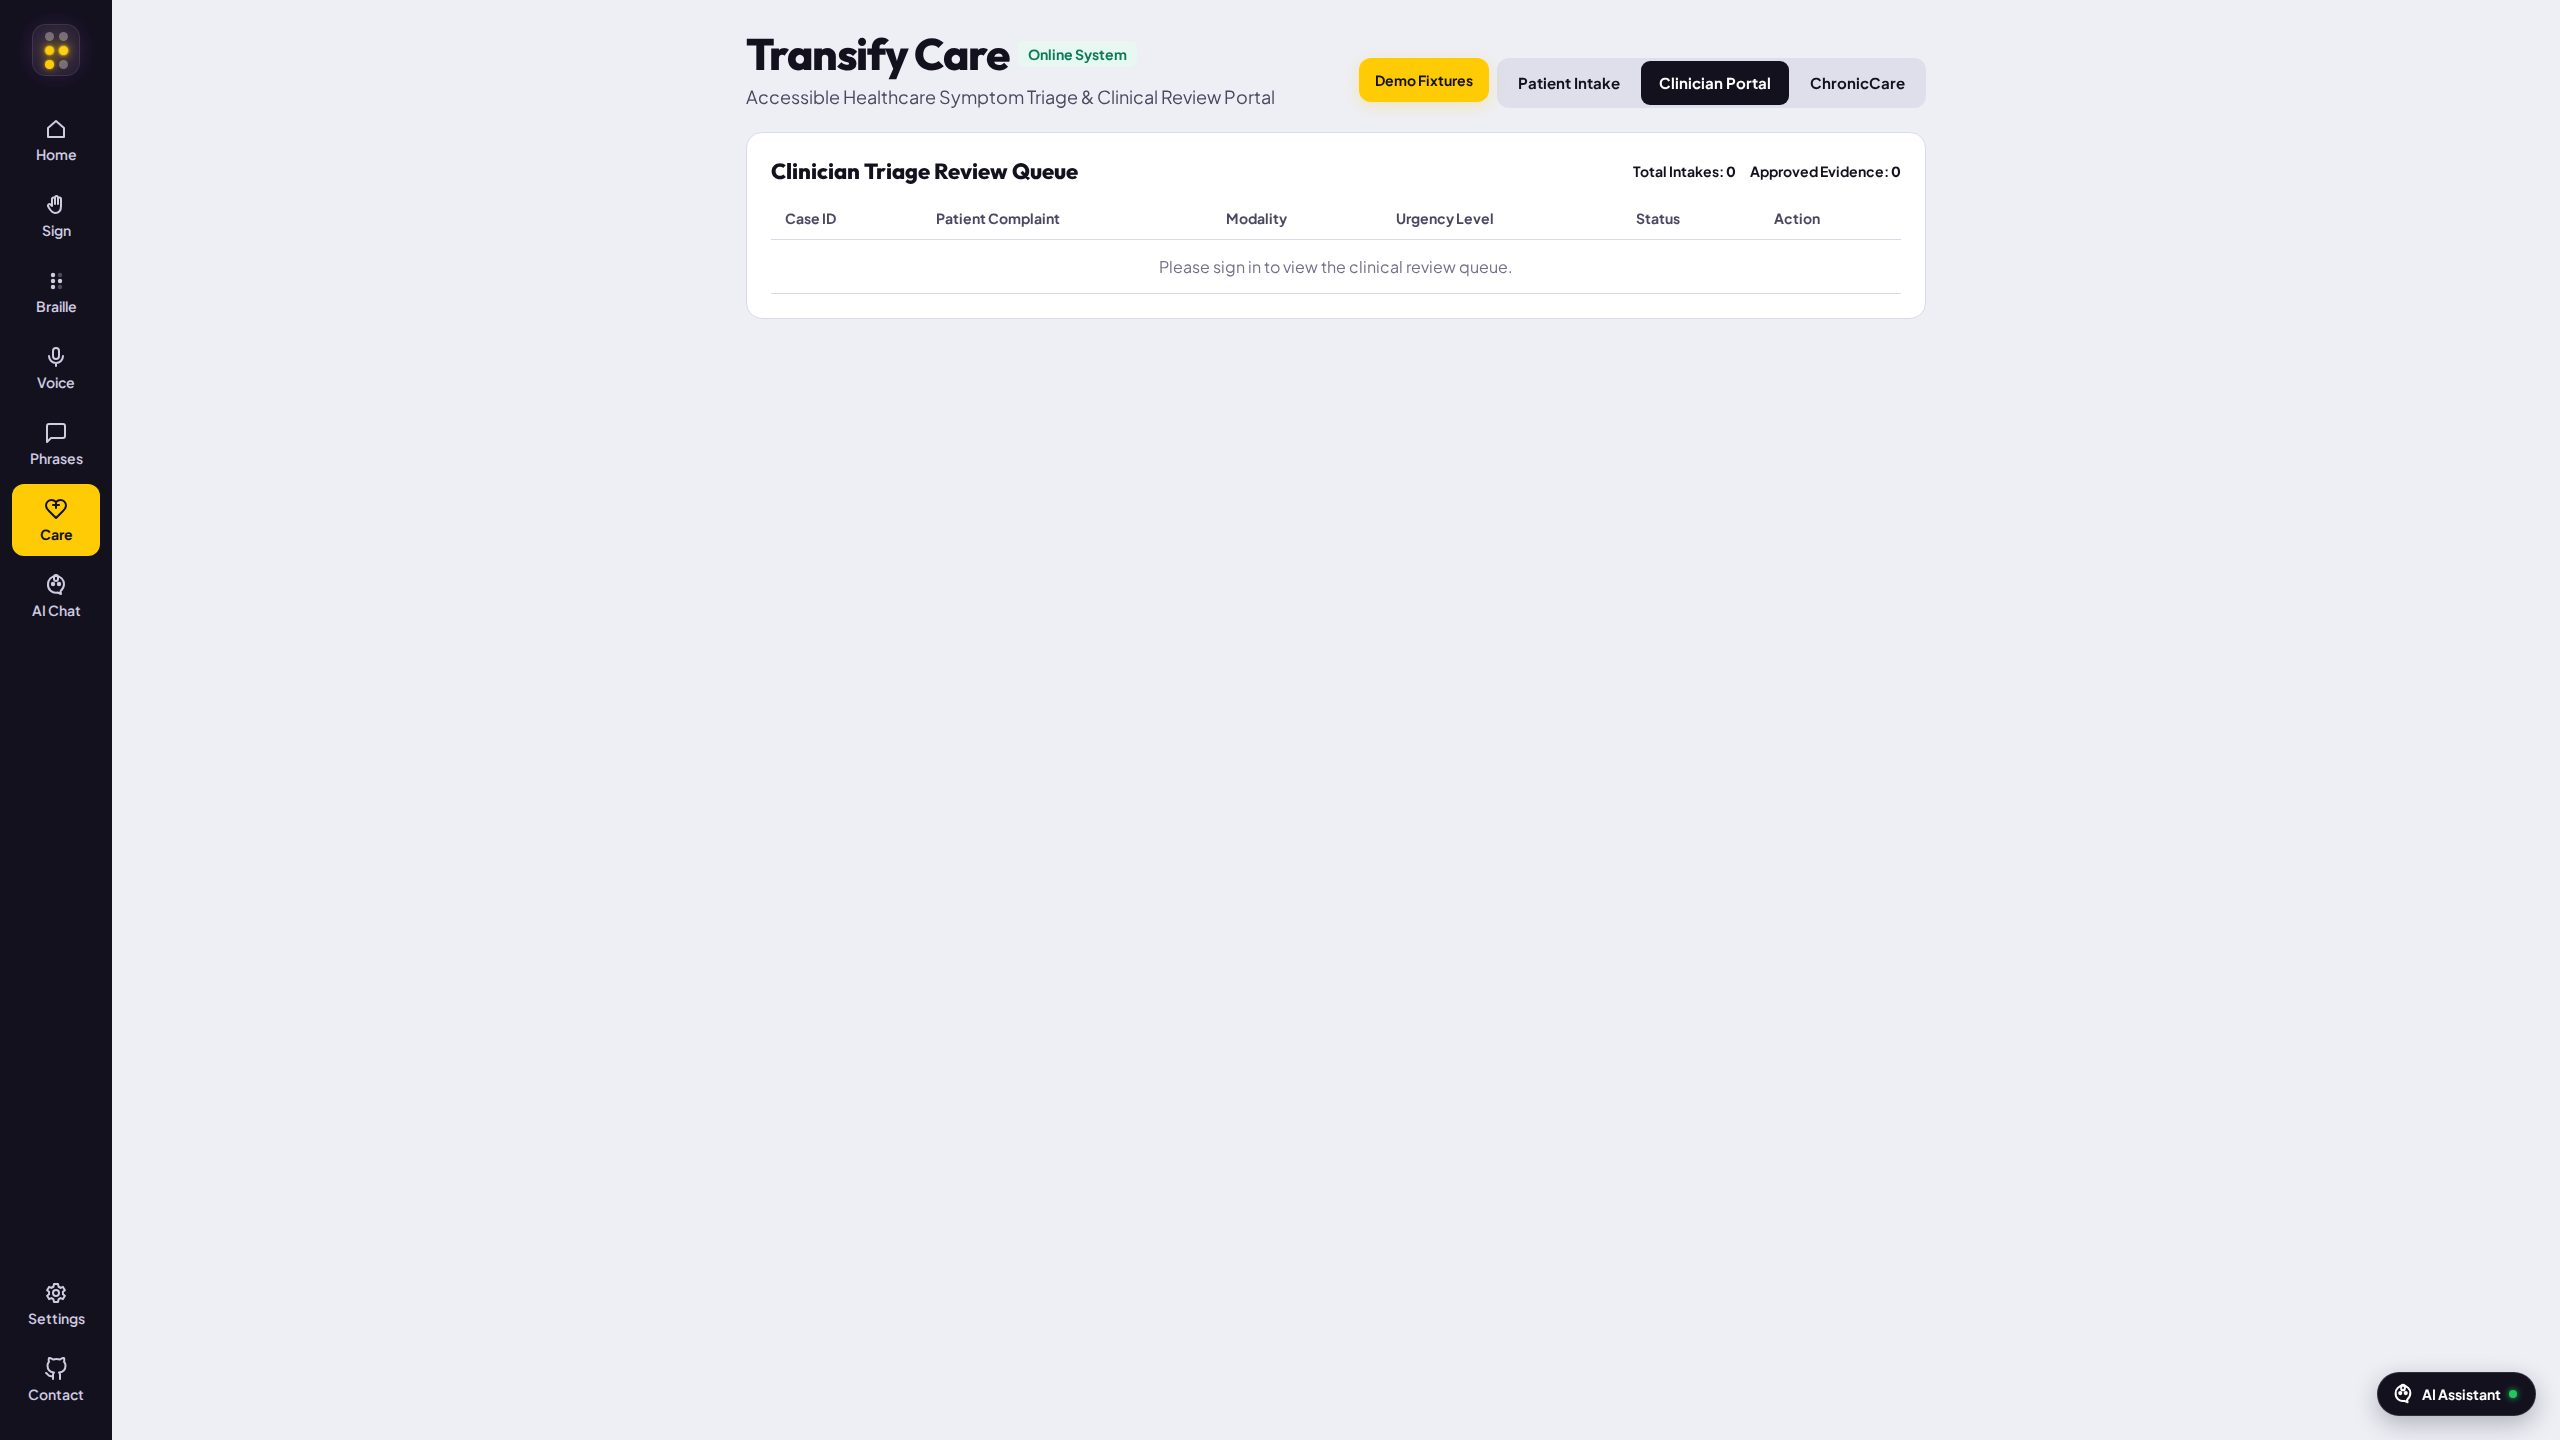 Home
Sign
Braille
Voice
Phrases
Care
AI Chat
Settings
Contact
Transify Care
Online System
Accessible Healthcare Symptom Triage & Clinical Review Portal
Demo Fixtures
Patient Intake
Clinician Portal
ChronicCare
Clinician Triage Review Queue
Total Intakes: 0 Approved Evidence: 0
Case ID Patient Complaint Modality Urgency Level Status Action
Please sign in to view the clinical review queue.
AI Assistant